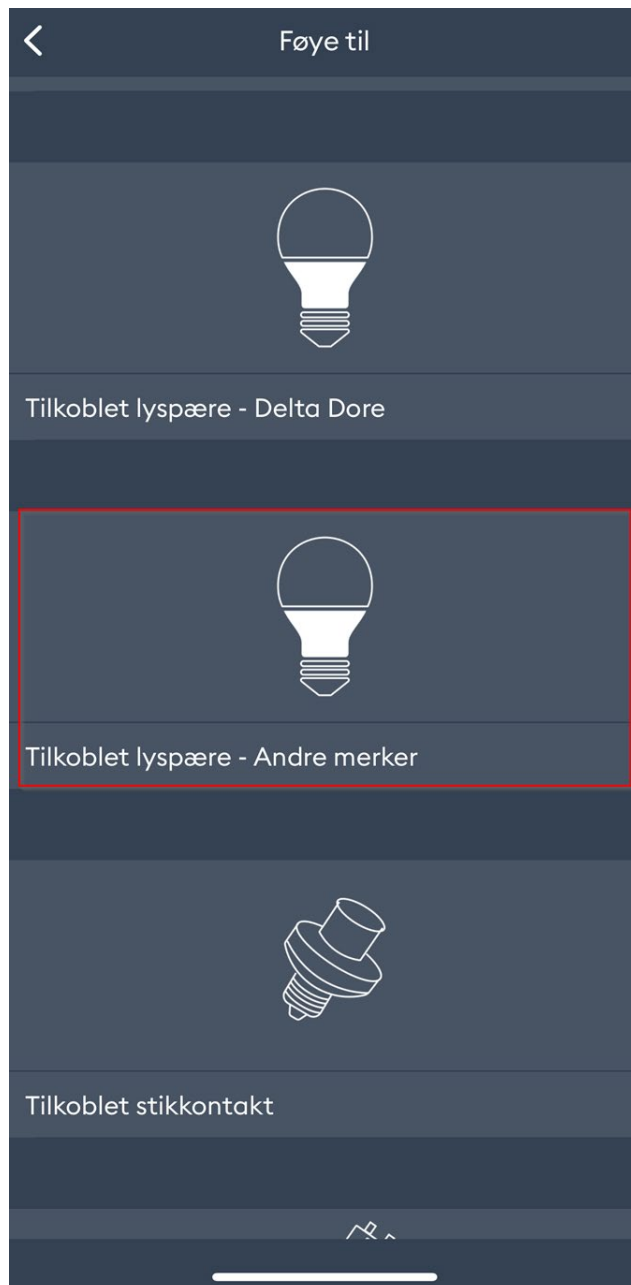 Føye til
Tilkoblet lyspære - Delta Dore
Tilkoblet lyspære - Andre merker
Tilkoblet stikkontakt